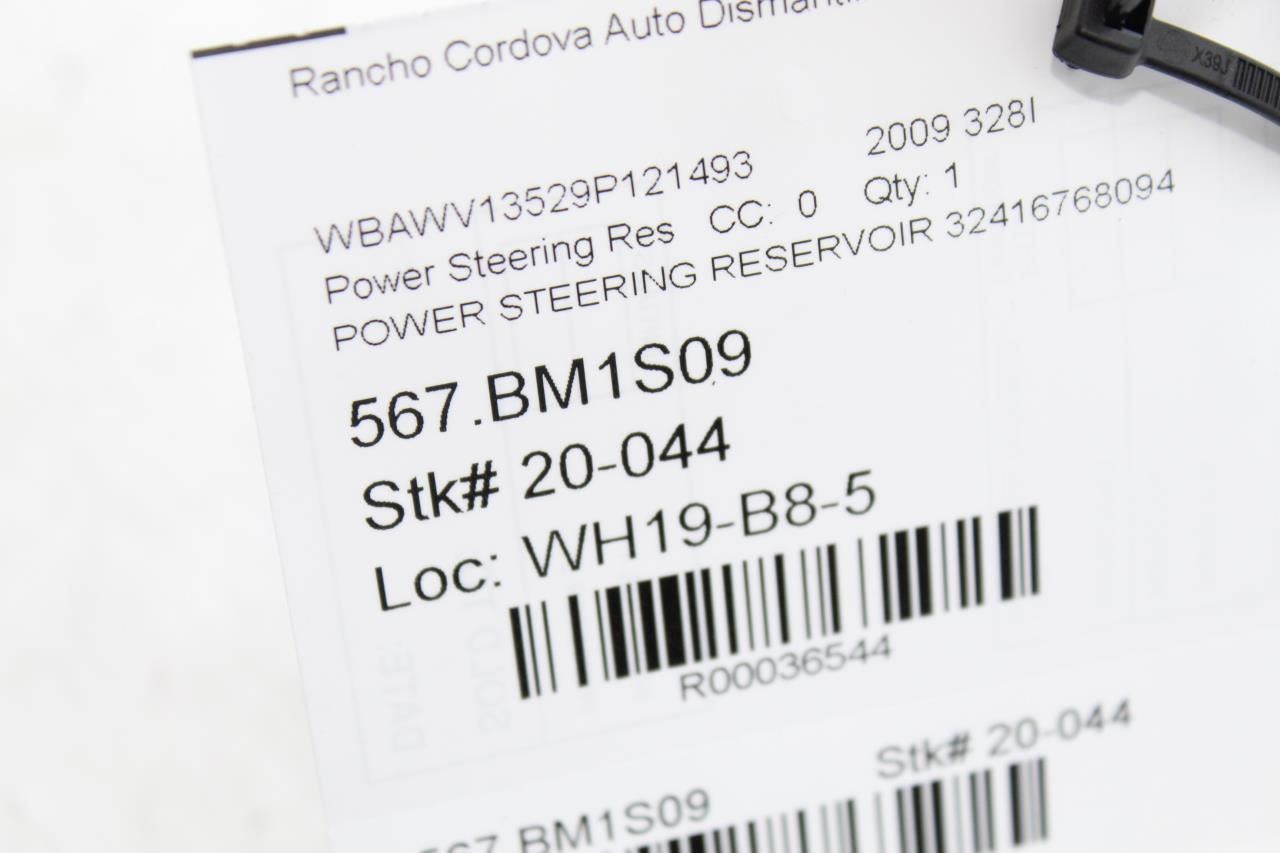 Rancho Cordova Auto
WBAWV13529P121493 2009 328I
Power Steering Res CC: 0 Qty: 1
POWER STEERING RESERVOIR 32416768094
567.BM1S09
Stk# 20-044
Loc: WH19-B8-5
R00036544
Stk# 20-044
567.BM1S09
X39J